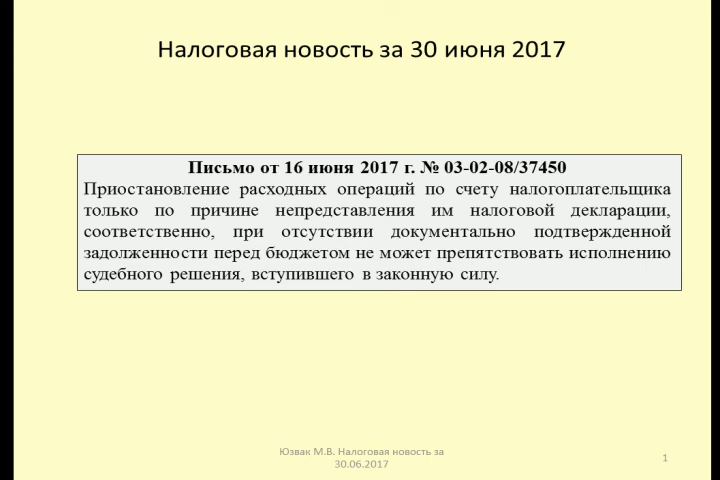 Налоговая новость за 30 июня 2017
Письмо от 16 июня 2017 г. № 03-02-08/37450
Приостановление расходных операций по счету налогоплательщика
только по причине непредставления им налоговой декларации,
соответственно, при отсутствии документально подтвержденной
задолженности перед бюджетом не может препятствовать исполнению
судебного решения, вступившего в законную силу.
Юзвак М.В. Налоговая новость за
30.06.2017
1